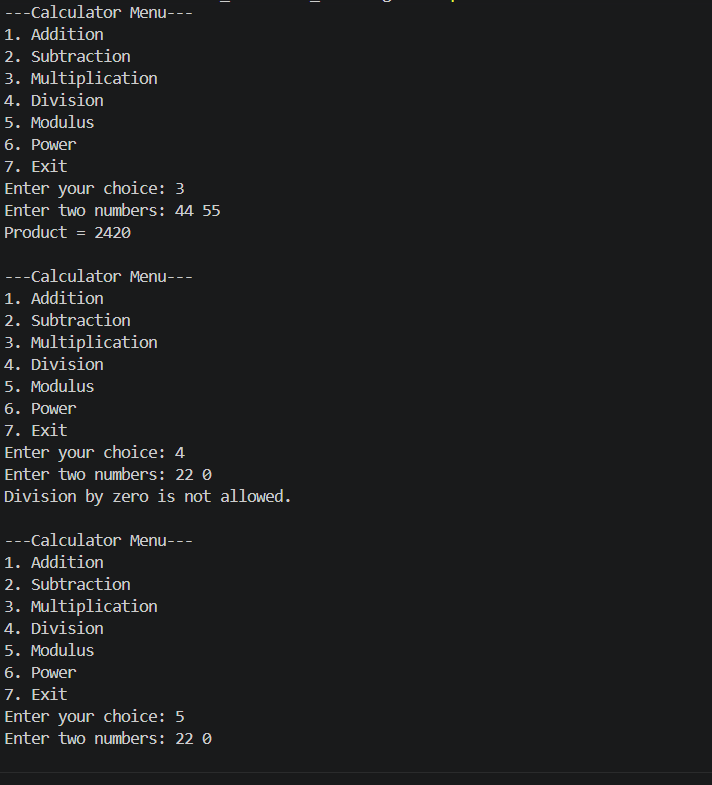 ---Calculator Menu---
1. Addition
2. Subtraction
3. Multiplication
4. Division
5. Modulus
6. Power
7. Exit
Enter your choice: 3
Enter two numbers: 44 55
Product = 2420

---Calculator Menu---
1. Addition
2. Subtraction
3. Multiplication
4. Division
5. Modulus
6. Power
7. Exit
Enter your choice: 4
Enter two numbers: 22 0
Division by zero is not allowed.

---Calculator Menu---
1. Addition
2. Subtraction
3. Multiplication
4. Division
5. Modulus
6. Power
7. Exit
Enter your choice: 5
Enter two numbers: 22 0